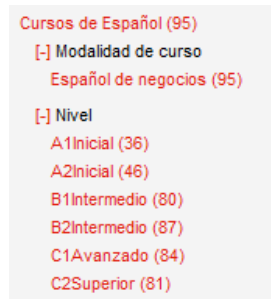 Cursos de Español (95)
[-] Modalidad de curso
Español de negocios (95)
[-] Nivel
A1Inicial (36)
A2Inicial (46)
B1Intermedio (80)
B2Intermedio (87)
C1Avanzado (84)
C2Superior (81)